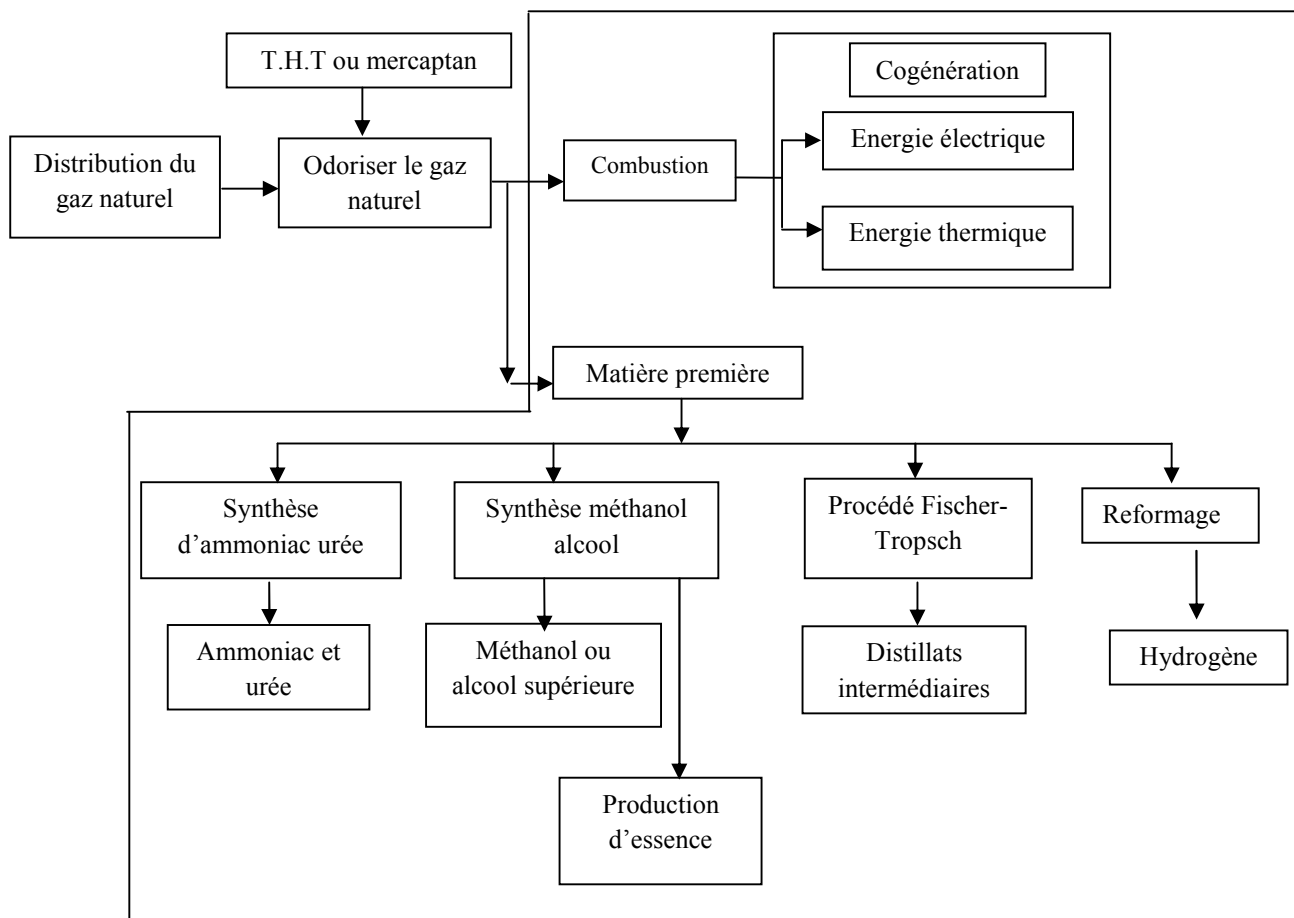 T.H.T ou mercaptan
Cogénération
Energie électrique
Distribution du
gaz naturel
Odoriser le gaz
naturel
Combustion
Energie thermique
Matière première
Synthèse
d’ammoniac urée
Synthèse méthanol
alcool
Procédé Fischer-
Tropsch
Reformage
Ammoniac et
urée
Méthanol ou
alcool supérieure
Distillats
intermédiaires
Hydrogène
Production
d’essence